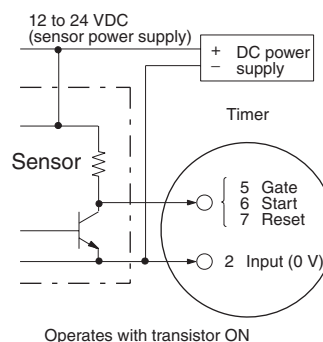 12 to 24 VDC
(sensor power supply)
+ DC power
− supply
Timer
Sensor
5 Gate
6 Start
7 Reset
2 Input (0 V)
Operates with transistor ON